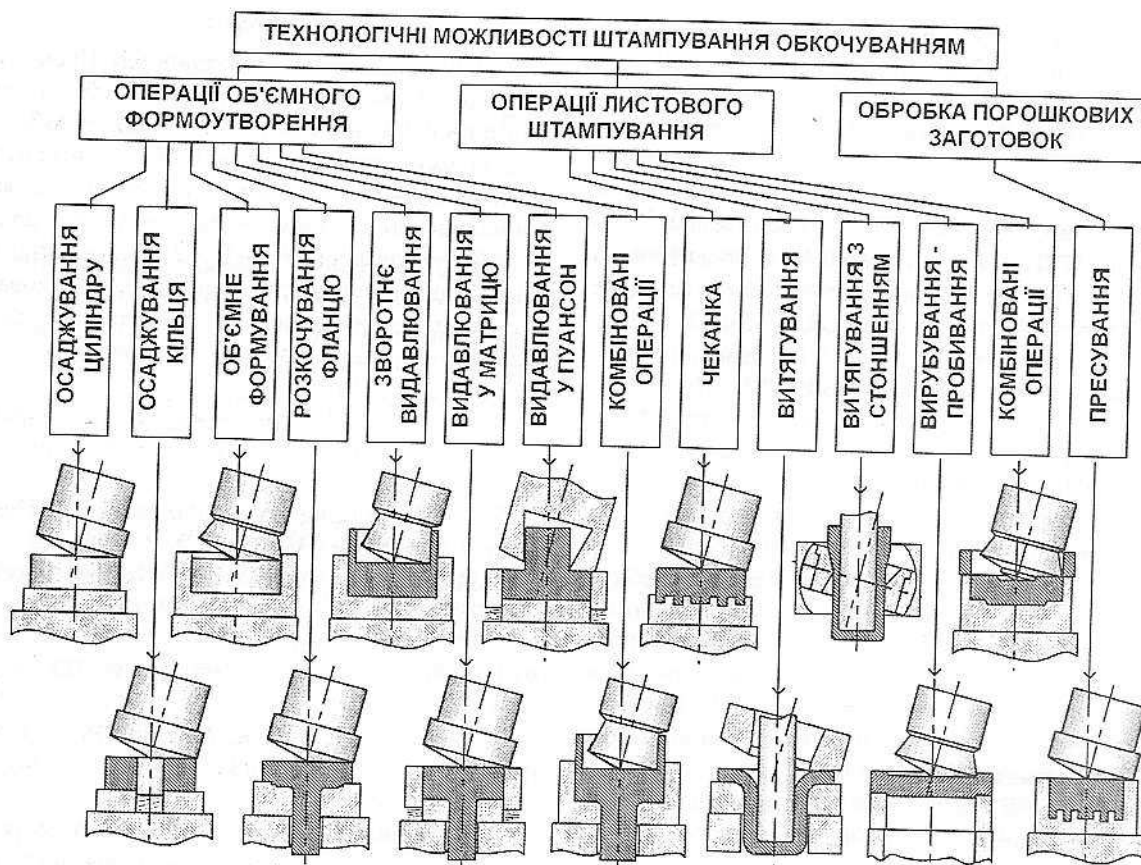 ТЕХНОЛОГІЧНІ МОЖЛИВОСТІ ШТАМПУВАННЯ ОБКОЧУВАННЯМ
ОПЕРАЦІЇ ОБ'ЄМНОГО
ФОРМОУТВОРЕННЯ
ОПЕРАЦІЇ ЛИСТОВОГО
ШТАМПУВАННЯ
ОБРОБКА ПОРОШКОВИХ
ЗАГОТОВОК
ОСАДЖУВАННЯ
ЦИЛІНДРУ
ОСАДЖУВАННЯ
КІЛЬЦЯ
ОБ'ЄМНЕ
ФОРМУВАННЯ
РОЗКОЧУВАННЯ
ФЛАНЦЮ
ЗВОРОТНЄ
ВИДАВЛЮВАННЯ
ВИДАВЛЮВАННЯ
У МАТРИЦЮ
ВИДАВЛЮВАННЯ
У ПУАНСОН
КОМБІНОВАНІ
ОПЕРАЦІЇ
ЧЕКАНКА
ВИТЯГУВАННЯ
ВИТЯГУВАННЯ З
СТОНШЕННЯМ
ВИРУБУВАННЯ -
ПРОБИВАННЯ
КОМБІНОВАНІ
ОПЕРАЦІЇ
ПРЕСУВАННЯ